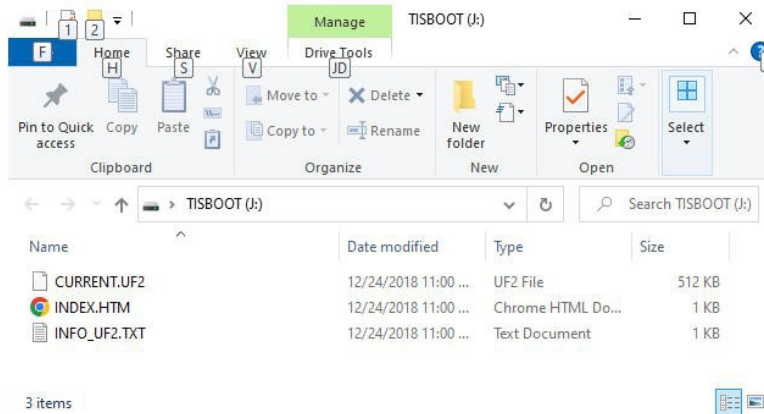 Manage TISBOOT (J:)
1 2
F Home Share View Drive Tools
H S V JD
Pin to Quick access
Copy
Paste
Move to
Copy to
Delete
Rename
New folder
Properties
Select
Clipboard Organize New Open
TISBOOT (J:) Search TISBOOT (J:)
Name Date modified Type Size
CURRENT.UF2 12/24/2018 11:00 ... UF2 File 512 KB
INDEX.HTM 12/24/2018 11:00 ... Chrome HTML Do... 1 KB
INFO_UF2.TXT 12/24/2018 11:00 ... Text Document 1 KB
3 items